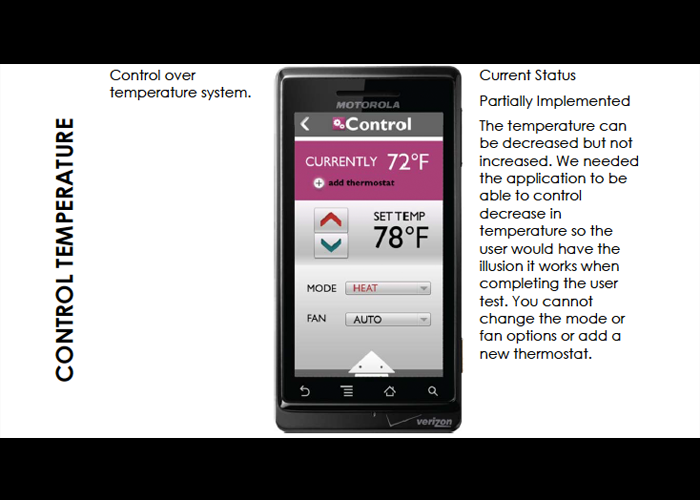 CONTROL TEMPERATURE
Control over
temperature system.
MOTOROLA
Control
CURRENTLY 72°F
add thermostat
SET TEMP
78°F
MODE HEAT
FAN AUTO
verizon
Current Status
Partially Implemented
The temperature can
be decreased but not
increased. We needed
the application to be
able to control
decrease in
temperature so the
user would have the
illusion it works when
completing the user
test. You cannot
change the mode or
fan options or add a
new thermostat.